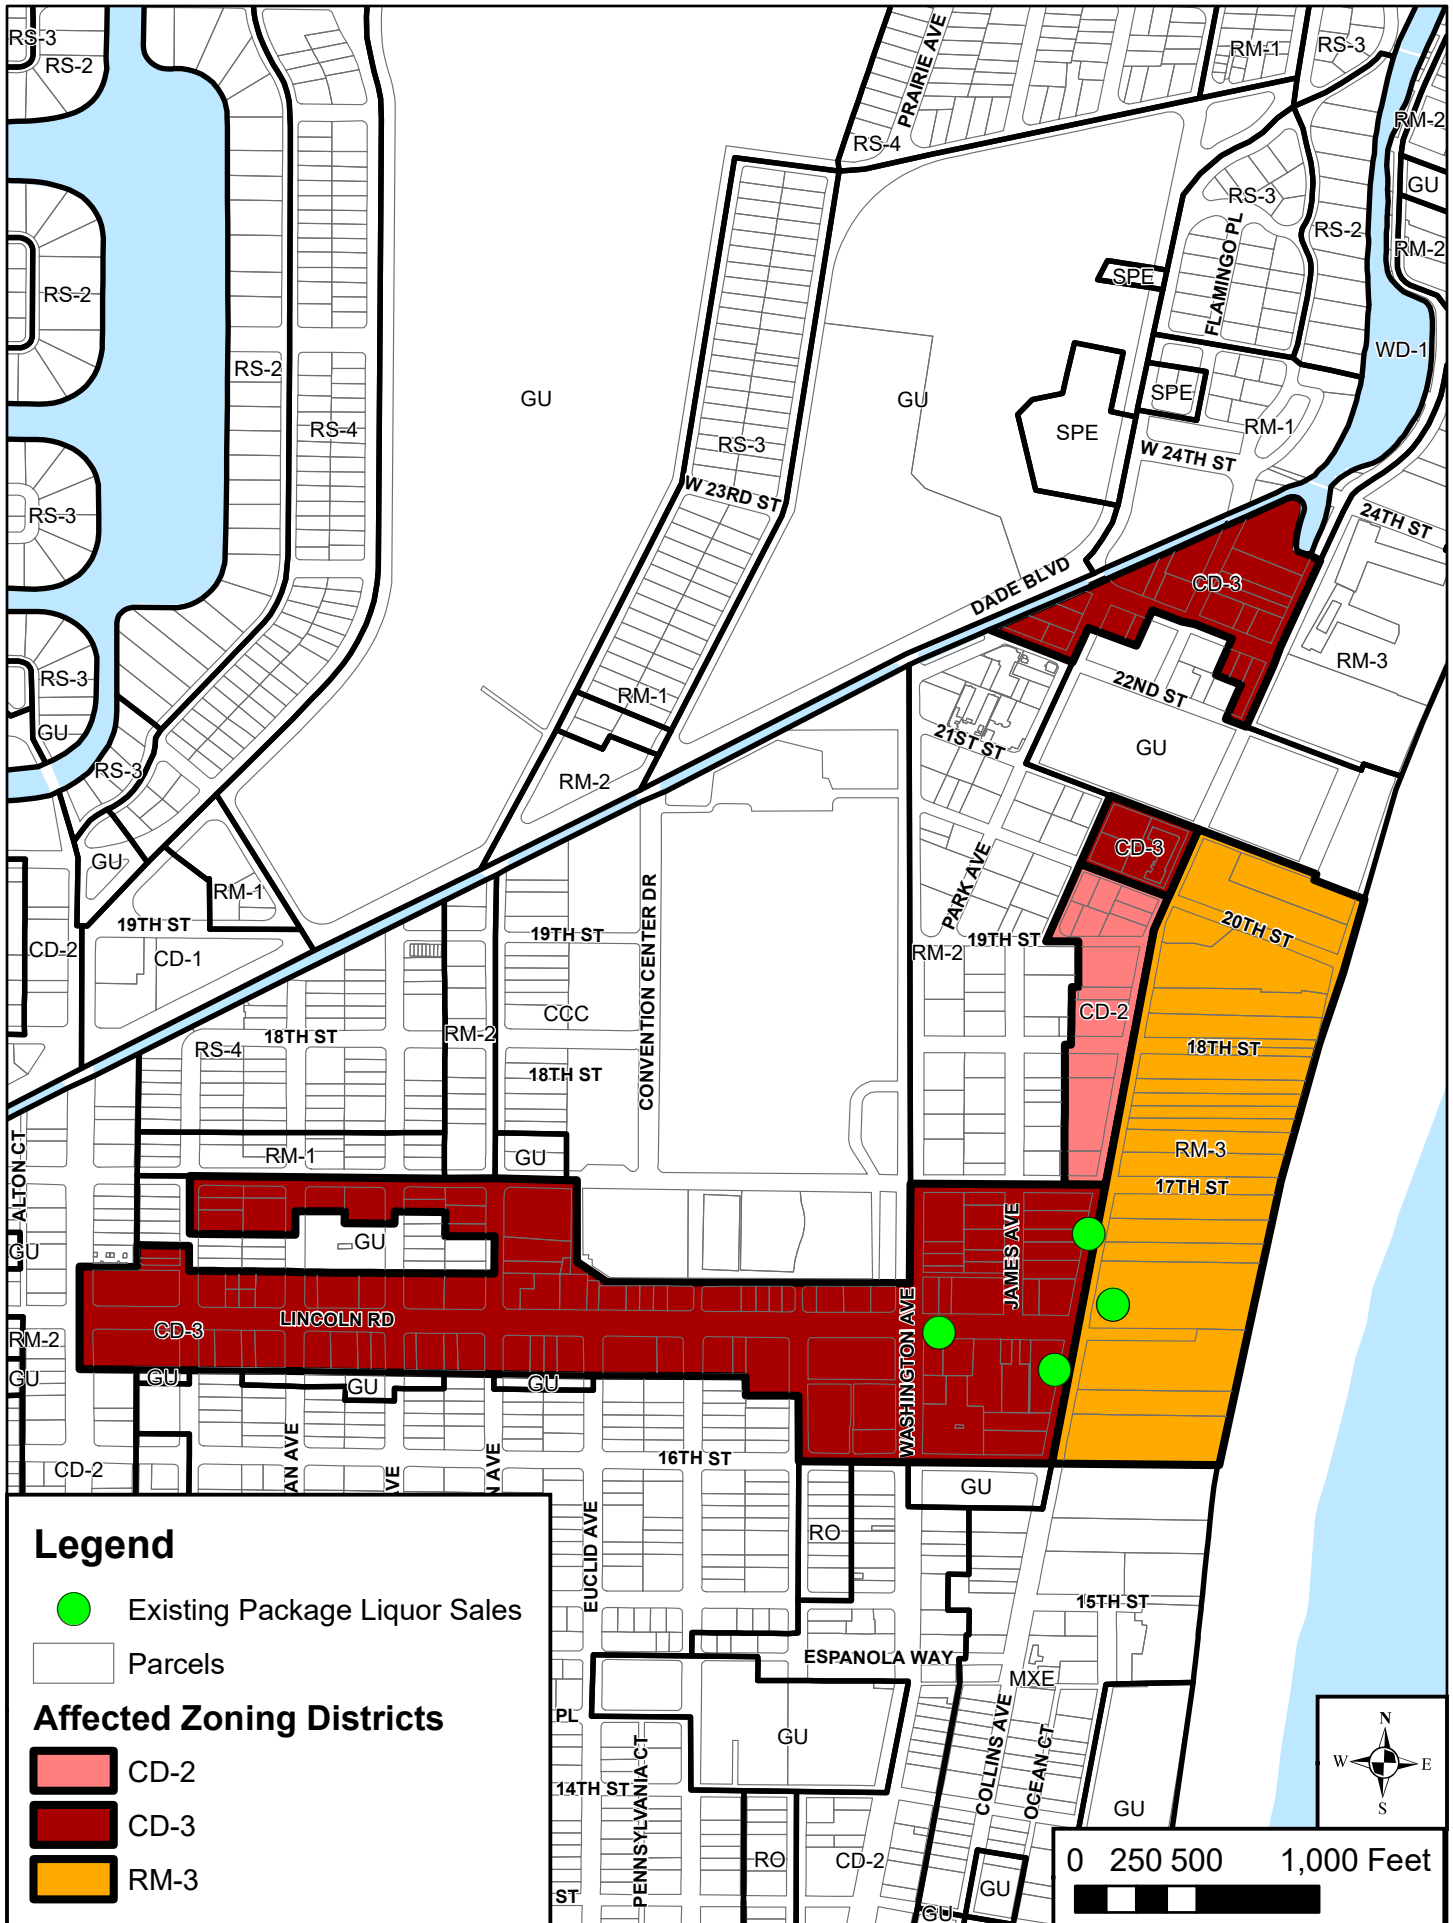 RS-3
RS-2
PRAIRIE AVE
RM-1
RS-3
RM-2
RS-4
GU
RS-3
RS-2
RM-2
FLAMINGO PL
SPE
RS-2
WD-1
RS-2
GU
GU
SPE
RS-4
SPE
RM-1
RS-3
W 24TH ST
W 23RD ST
RS-3
24TH ST
DADE BLVD
CD-3
RM-3
RS-3
RM-1
22ND ST
GU
21ST ST
GU
RS-3
RM-2
CD-3
GU
RM-1
PARK AVE
CONVENTION CENTER DR
19TH ST
19TH ST
19TH ST
20TH ST
CD-2
CD-1
RM-2
CCC
CD-2
18TH ST
RM-2
RS-4
18TH ST
18TH ST
ALTON CT
RM-1
GU
RM-3
17TH ST
GU
GU
JAMES AVE
LINCOLN RD
CD-3
RM-2
WASHINGTON AVE
GU
GU
GU
GU
16TH ST
CD-2
AN AVE
AVE
N AVE
GU
EUCLID AVE
RO
15TH ST
ESPANOLA WAY
MXE
PL
GU
COLLINS AVE
OCEAN CT
PENNSYLVANIA CT
14TH ST
GU
RO
CD-2
GU
ST
GU
Legend
Existing Package Liquor Sales
Parcels
Affected Zoning Districts
CD-2
CD-3
RM-3
N
W
E
S
0 250 500 1,000 Feet